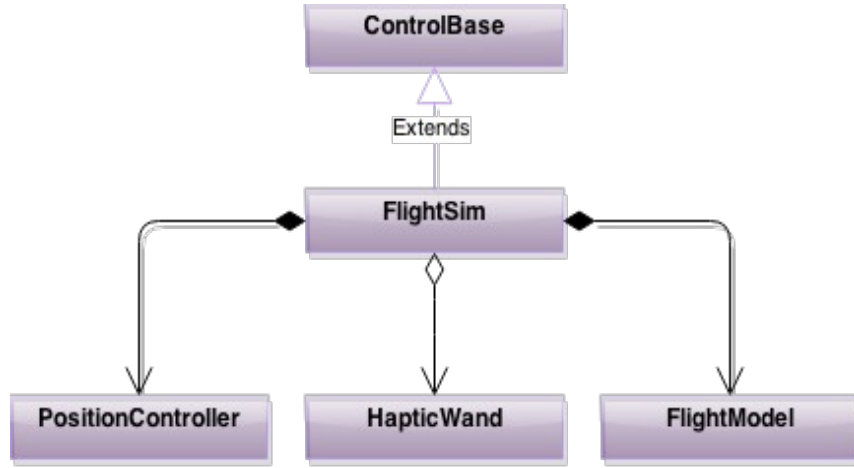 ControlBase
Extends
FlightSim
PositionController
HapticWand
FlightModel